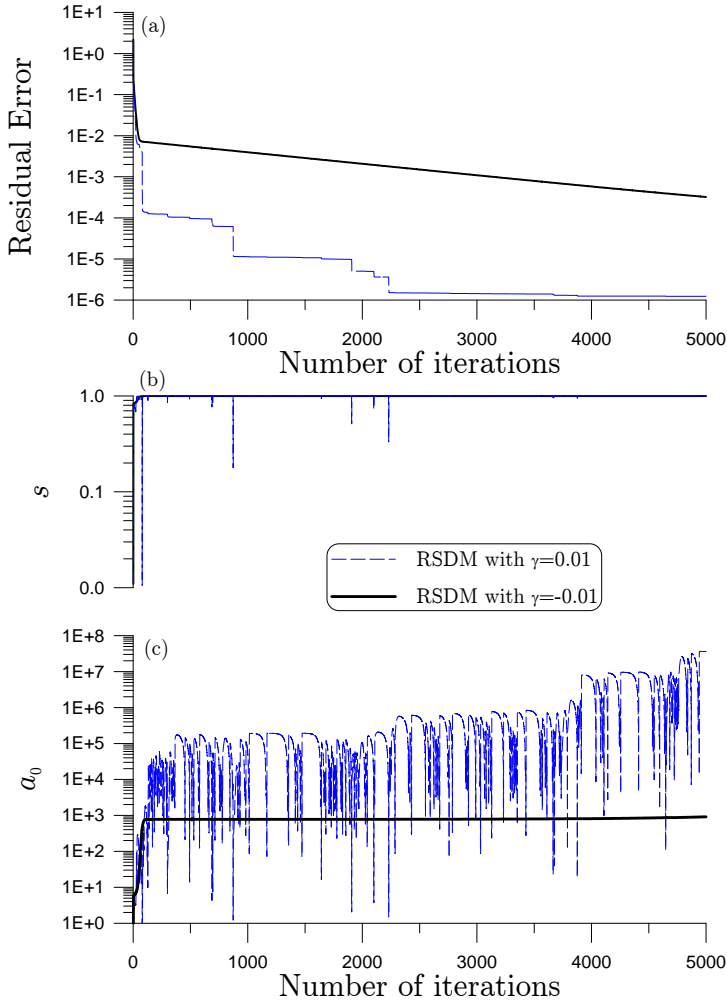 (a)
Residual Error
1E+1
1E+0
1E-1
1E-2
1E-3
1E-4
1E-5
1E-6
0 1000 2000 3000 4000 5000
Number of iterations
(b)
s
1.0
0.1
0.0
RSDM with γ=0.01
RSDM with γ=-0.01
(c)
a₀
1E+8
1E+7
1E+6
1E+5
1E+4
1E+3
1E+2
1E+1
1E+0
0 1000 2000 3000 4000 5000
Number of iterations